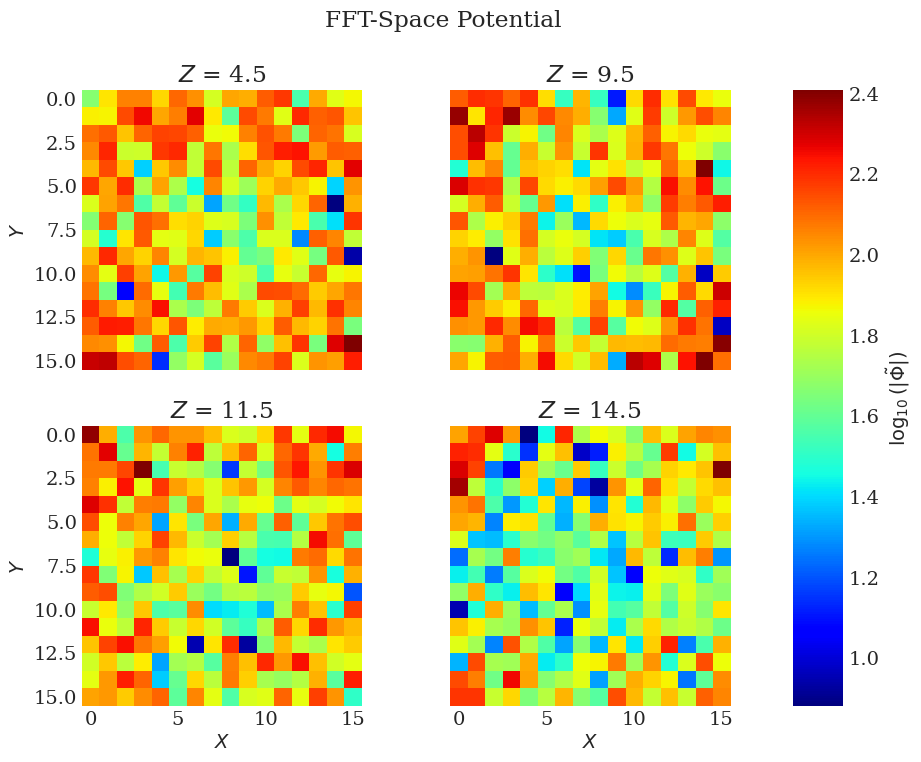 FFT-Space Potential
Z = 4.5
Z = 9.5
0.0
2.5
5.0
7.5
10.0
12.5
15.0
Y
Z = 11.5
Z = 14.5
0.0
2.5
5.0
7.5
10.0
12.5
15.0
Y
0 5 10 15
X
0 5 10 15
X
2.4
2.2
2.0
1.8
1.6
1.4
1.2
1.0
log₁₀ (|Φ̃|)